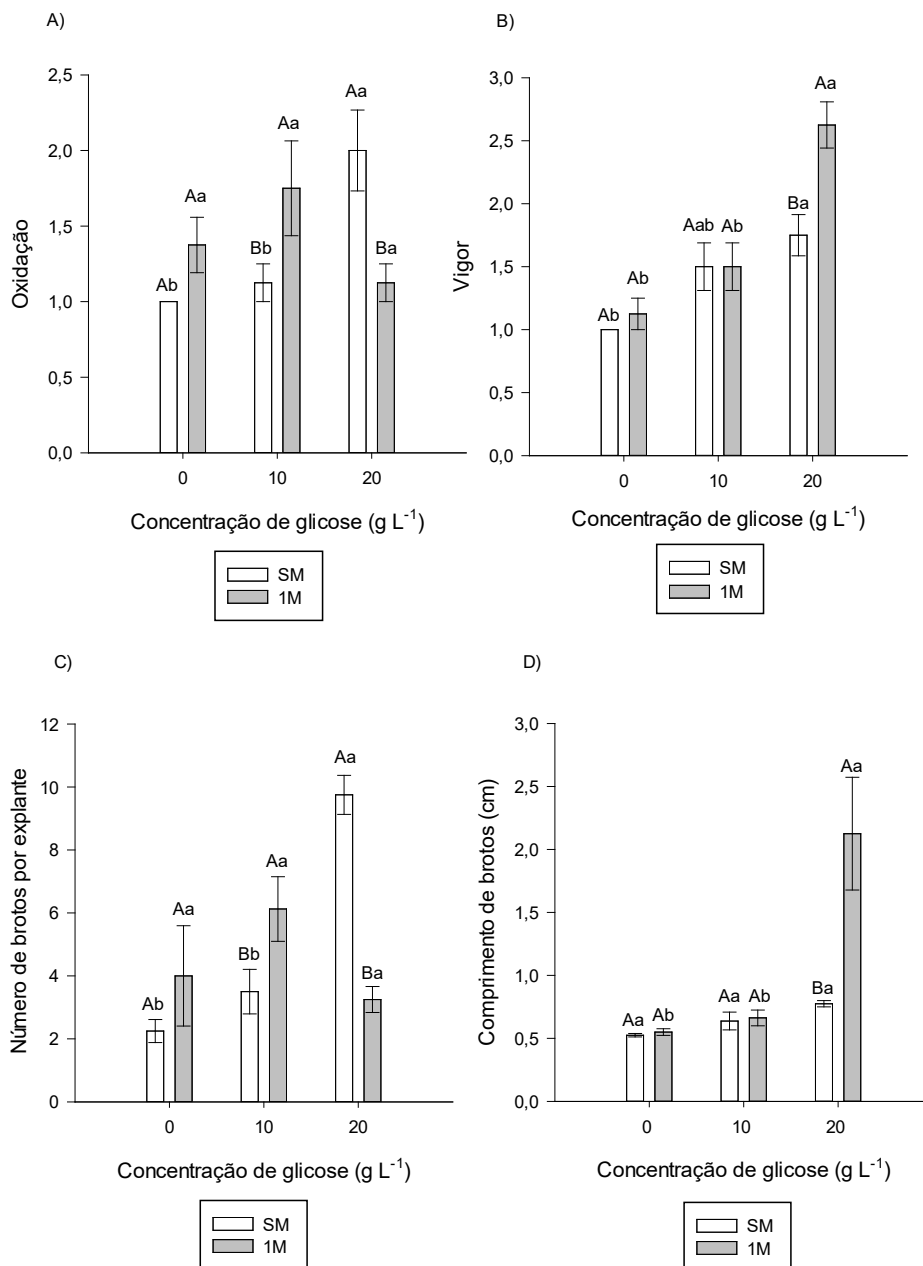 A)
Oxidação
2,5
2,0
1,5
1,0
0,5
0,0
Ab
Aa
Bb
Aa
Aa
Ba
0 10 20
Concentração de glicose (g L-1)
SM
1M
B)
Vigor
3,0
2,5
2,0
1,5
1,0
0,5
0,0
Ab
Ab
Aab
Ab
Ba
Aa
0 10 20
Concentração de glicose (g L-1)
SM
1M
C)
Número de brotos por explante
12
10
8
6
4
2
0
Ab
Aa
Bb
Aa
Aa
Ba
0 10 20
Concentração de glicose (g L-1)
SM
1M
D)
Comprimento de brotos (cm)
3,0
2,5
2,0
1,5
1,0
0,5
0,0
Aa
Ab
Aa
Ab
Ba
Aa
0 10 20
Concentração de glicose (g L-1)
SM
1M